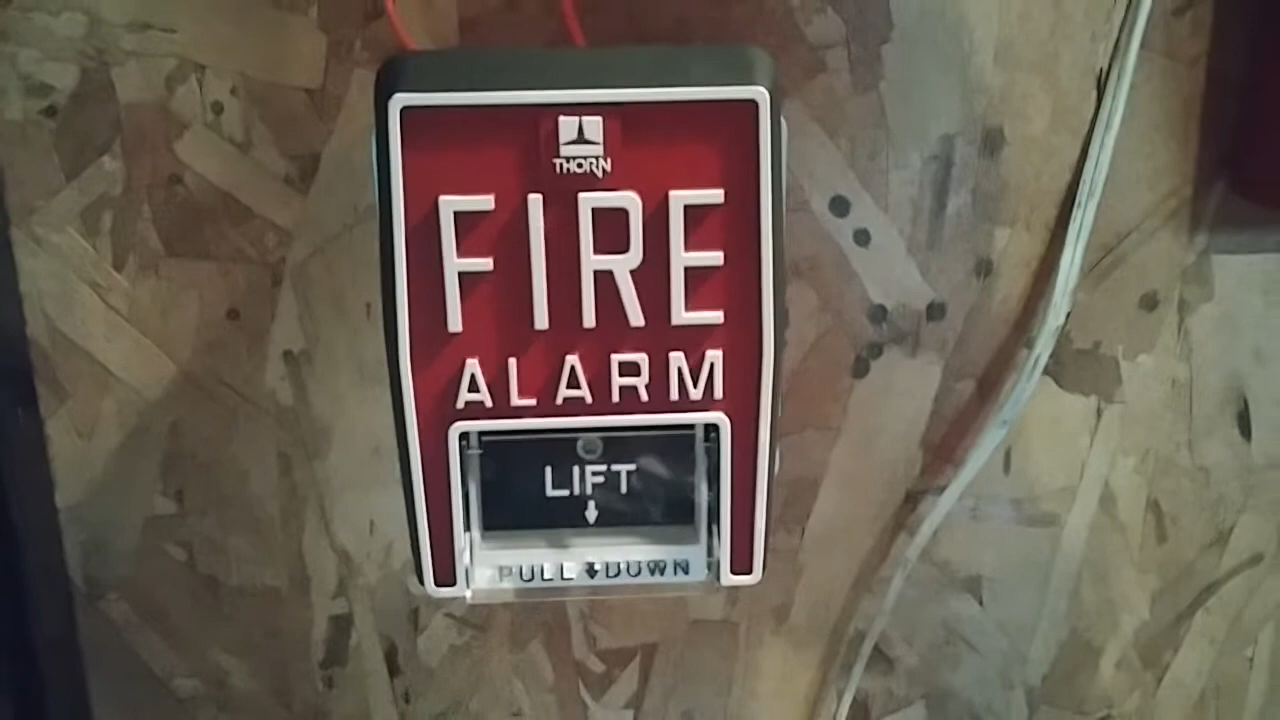 THORN
FIRE
ALARM
LIFT
PULL DOWN